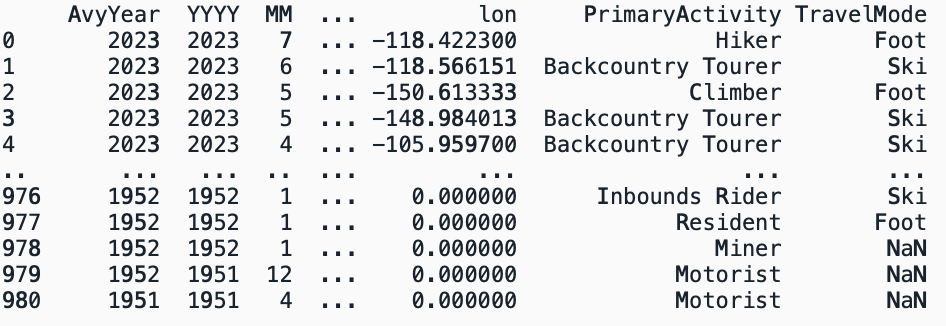 AvyYear YYYY MM ... lon PrimaryActivity TravelMode
0 2023 2023 7 ... -118.422300 Hiker Foot
1 2023 2023 6 ... -118.566151 Backcountry Tourer Ski
2 2023 2023 5 ... -150.613333 Climber Foot
3 2023 2023 5 ... -148.984013 Backcountry Tourer Ski
4 2023 2023 4 ... -105.959700 Backcountry Tourer Ski
.. ... ... .. ... ... ... ...
976 1952 1952 1 ... 0.000000 Inbounds Rider Ski
977 1952 1952 1 ... 0.000000 Resident Foot
978 1952 1952 1 ... 0.000000 Miner NaN
979 1952 1951 12 ... 0.000000 Motorist NaN
980 1951 1951 4 ... 0.000000 Motorist NaN